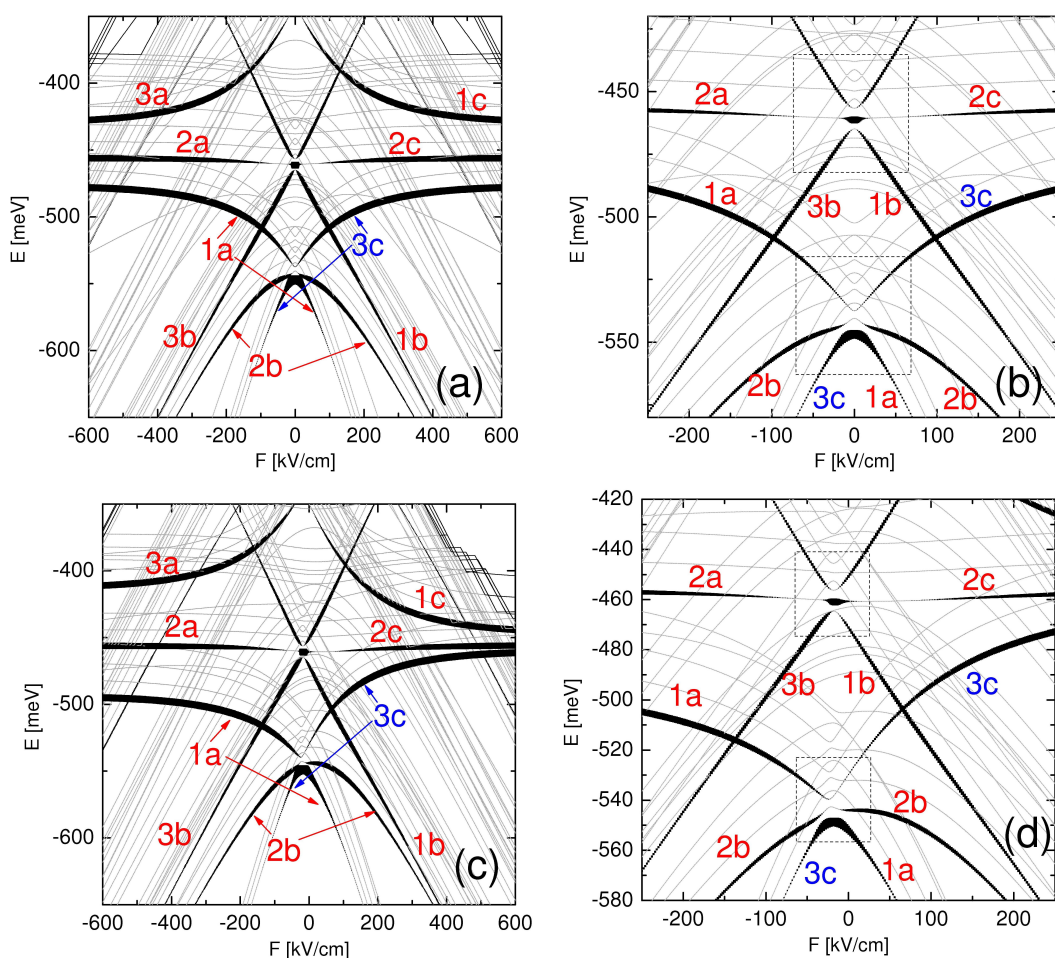 E [meV]
-400
-500
-600
3a
1c
2a
2c
1a
3c
3b
2b
1b
(a)
-600 -400 -200 0 200 400 600
F [kV/cm]
E [meV]
-450
-500
-550
2a
2c
1a
3b
1b
3c
2b
3c
1a
2b
(b)
-200 -100 0 100 200
F [kV/cm]
E [meV]
-400
-500
-600
3a
1c
2a
2c
1a
3c
3b
2b
1b
(c)
-600 -400 -200 0 200 400 600
F [kV/cm]
E [meV]
-420
-440
-460
-480
-500
-520
-540
-560
-580
2a
2c
1a
3b
1b
3c
2b
2b
3c
1a
(d)
-200 -100 0 100 200
F [kV/cm]